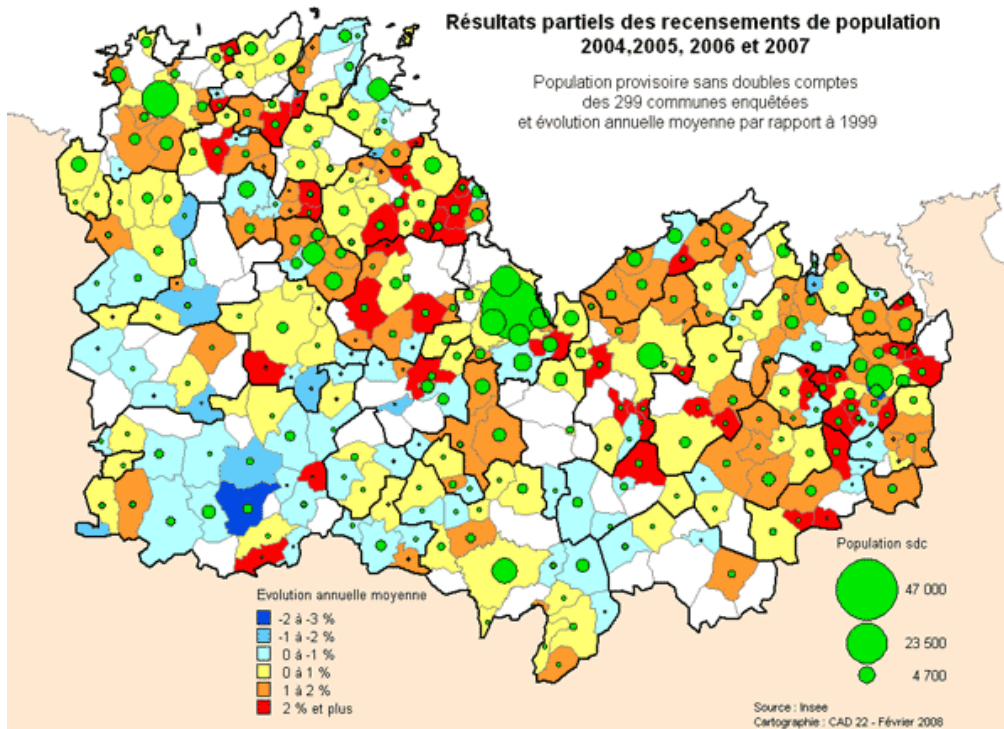 Résultats partiels des recensements de population
2004,2005, 2006 et 2007
Population provisoire sans doubles comptes
des 299 communes enquêtées
et évolution annuelle moyenne par rapport à 1999
Evolution annuelle moyenne
-2 à -3 %
-1 à -2 %
0 à -1 %
0 à 1 %
1 à 2 %
2 % et plus
Population sdc
47 000
23 500
4 700
Source : Insee
Cartographie : CAD 22 - Février 2008